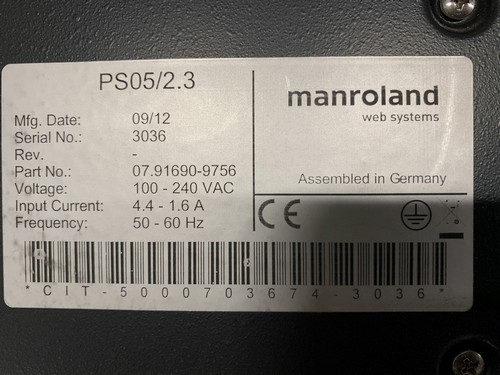 PS05/2.3
Mfg. Date: 09/12
Serial No.: 3036
Rev. -
Part No.: 07.91690-9756
Voltage: 100 - 240 VAC
Input Current: 4.4 - 1.6 A
Frequency: 50 - 60 Hz
manroland
web systems
Assembled in Germany
CE
*CIT-5000703674-3036*